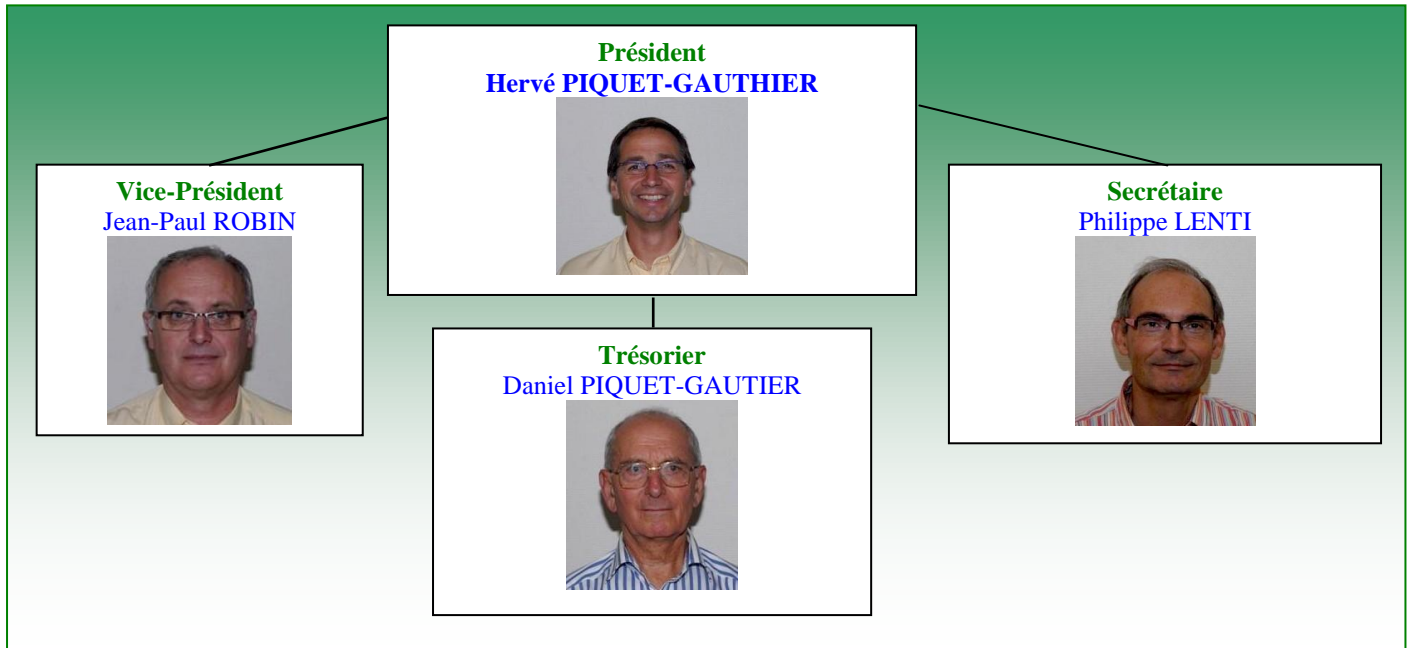 Président
Hervé PIQUET-GAUTHIER
Vice-Président
Jean-Paul ROBIN
Secrétaire
Philippe LENTI
Trésorier
Daniel PIQUET-GAUTIER